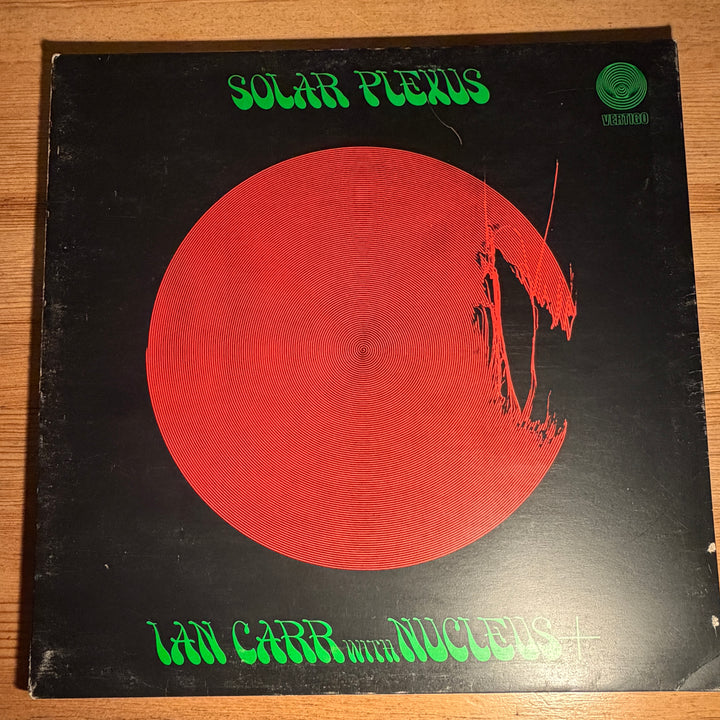 SOLAR PLEXUS
VERTIGO
IAN CARR WITH NUCLEUS +